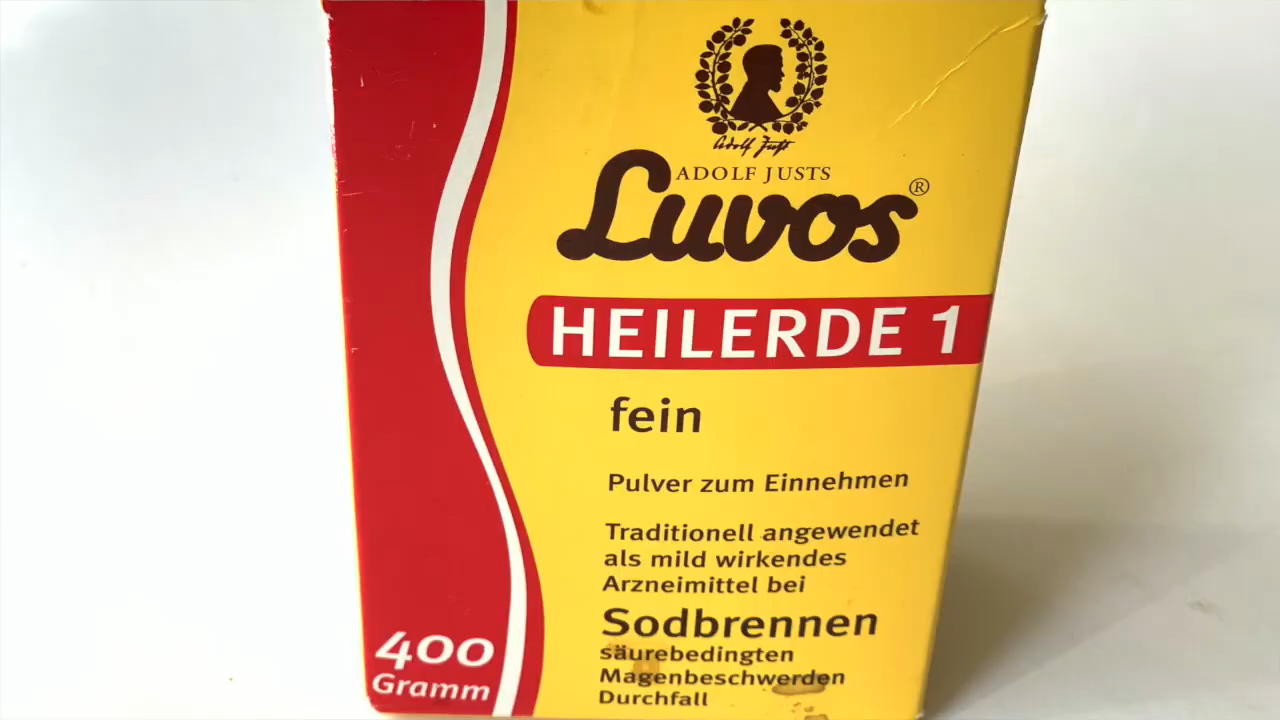 Adolf Just
ADOLF JUSTS
Luvos®
HEILERDE 1
fein
Pulver zum Einnehmen
Traditionell angewendet
als mild wirkendes
Arzneimittel bei
Sodbrennen
säurebedingten
Magenbeschwerden
Durchfall
400
Gramm